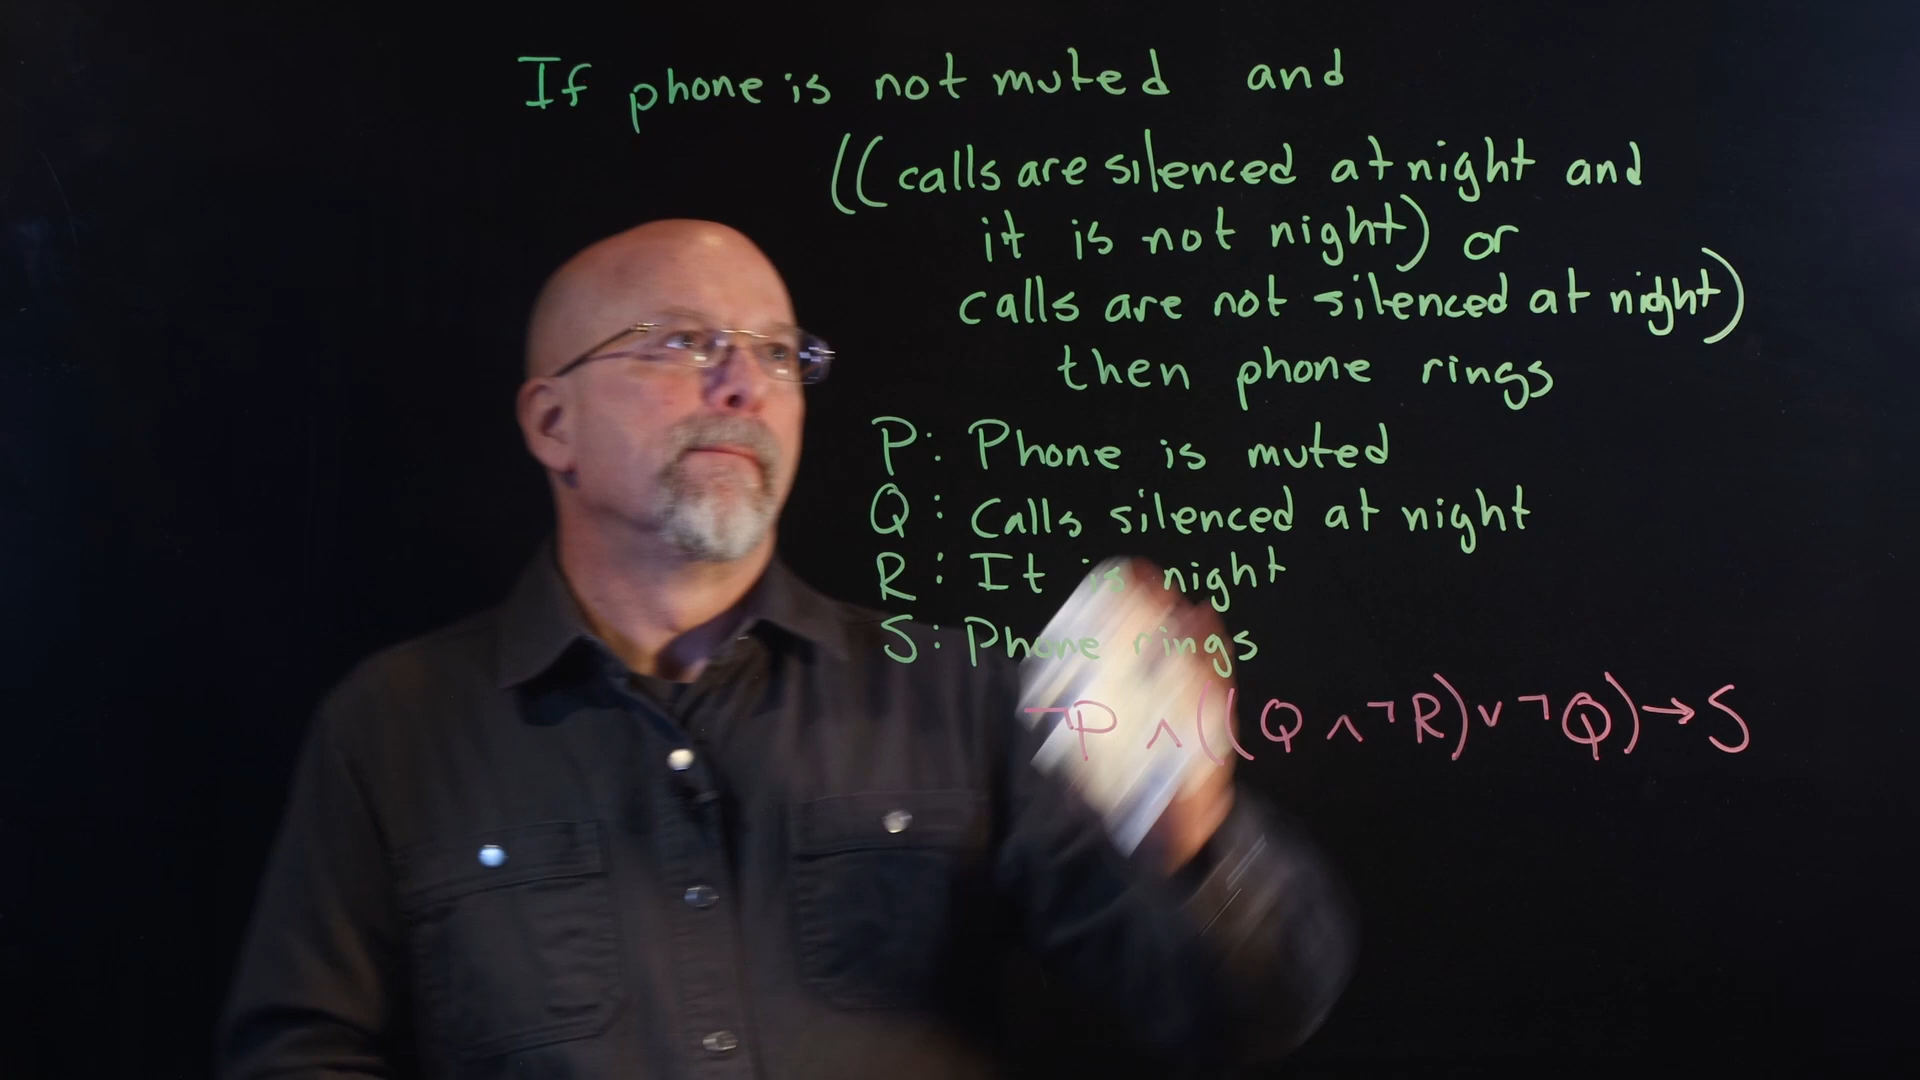 If phone is not muted and
((calls are silenced at night and
it is not night) or
calls are not silenced at night)
then phone rings
P: Phone is muted
Q: Calls silenced at night
R: It is night
S: Phone rings
¬P ∧ ((Q ∧ ¬R) ∨ ¬Q) → S